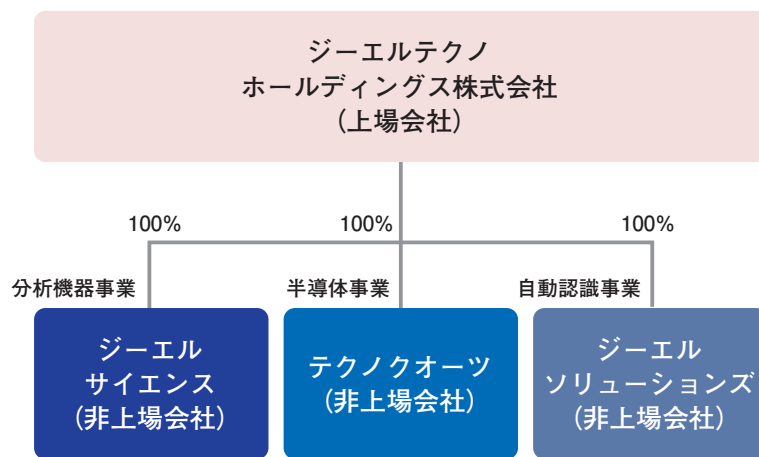 ジーエルテクノ
ホールディングス株式会社
(上場会社)
100%
100%
100%
分析機器事業
半導体事業
自動認識事業
ジーエル
サイエンス
(非上場会社)
テクノクオーツ
(非上場会社)
ジーエル
ソリューションズ
(非上場会社)